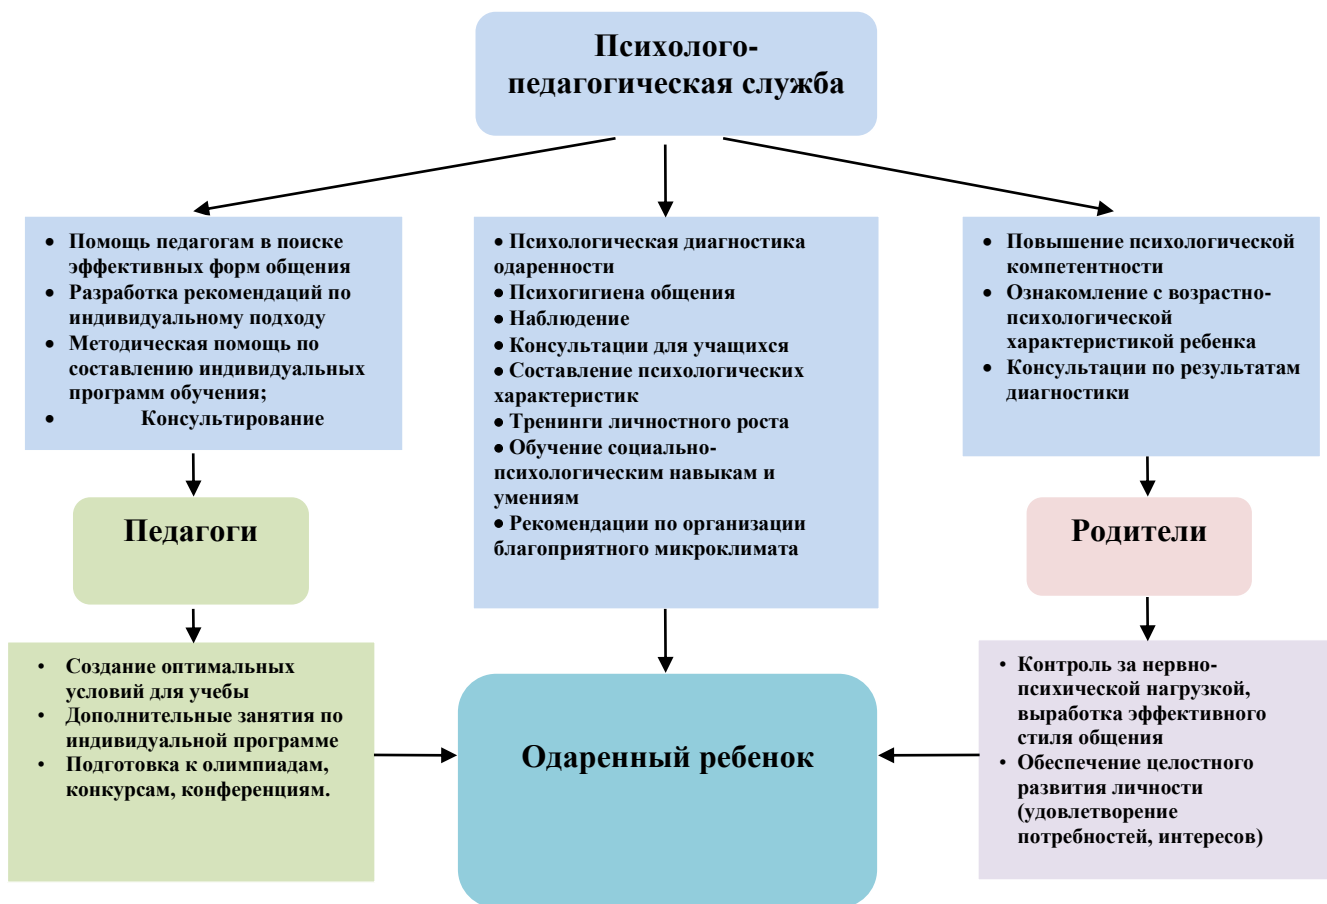 Психолого-
педагогическая служба
• Помощь педагогам в поиске
эффективных форм общения
• Разработка рекомендаций по
индивидуальному подходу
• Методическая помощь по
составлению индивидуальных
программ обучения;
• Консультирование
• Психологическая диагностика
одаренности
• Психогигиена общения
• Наблюдение
• Консультации для учащихся
• Составление психологических
характеристик
• Тренинги личностного роста
• Обучение социально-
психологическим навыкам и
умениям
• Рекомендации по организации
благоприятного микроклимата
• Повышение психологической
компетентности
• Ознакомление с возрастно-
психологической
характеристикой ребенка
• Консультации по результатам
диагностики
Педагоги
Родители
• Создание оптимальных
условий для учебы
• Дополнительные занятия по
индивидуальной программе
• Подготовка к олимпиадам,
конкурсам, конференциям.
Одаренный ребенок
• Контроль за нервно-
психической нагрузкой,
выработка эффективного
стиля общения
• Обеспечение целостного
развития личности
(удовлетворение
потребностей, интересов)